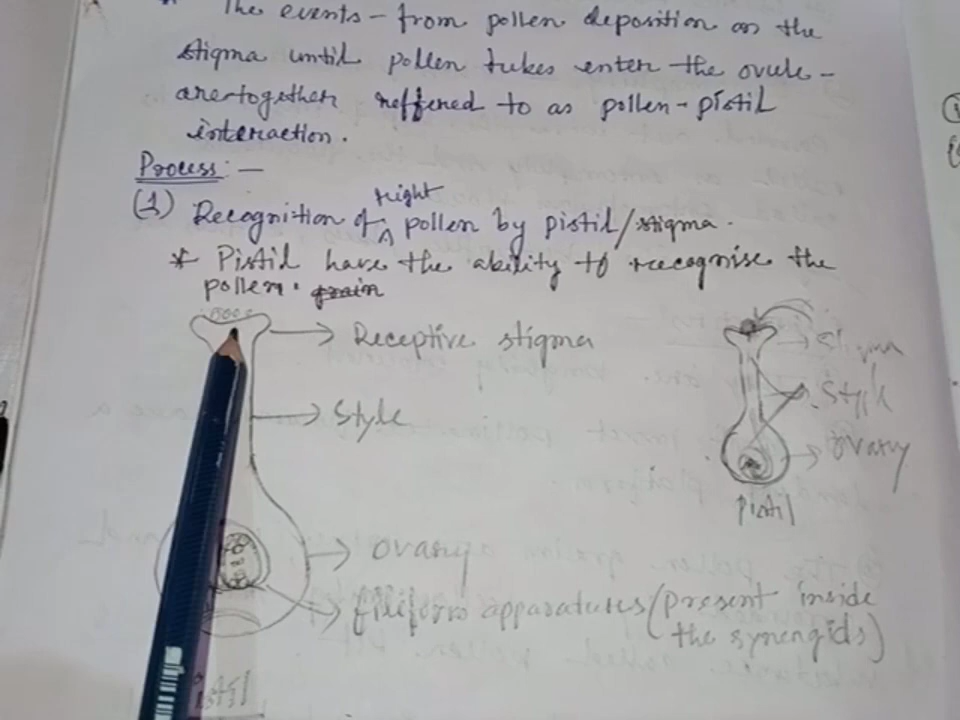 The events - from pollen deposition on the
stigma until pollen tubes enter the ovule -
are together reffered to as pollen - pistil
interaction.
Process: -
(1) Recognition of right pollen by pistil/stigma.
* Pistil have the ability to recognise the
pollen.
Receptive stigma
Style
ovary
filiform apparatures (present inside
the synergids)
Stigma
Style
ovary
Pistil